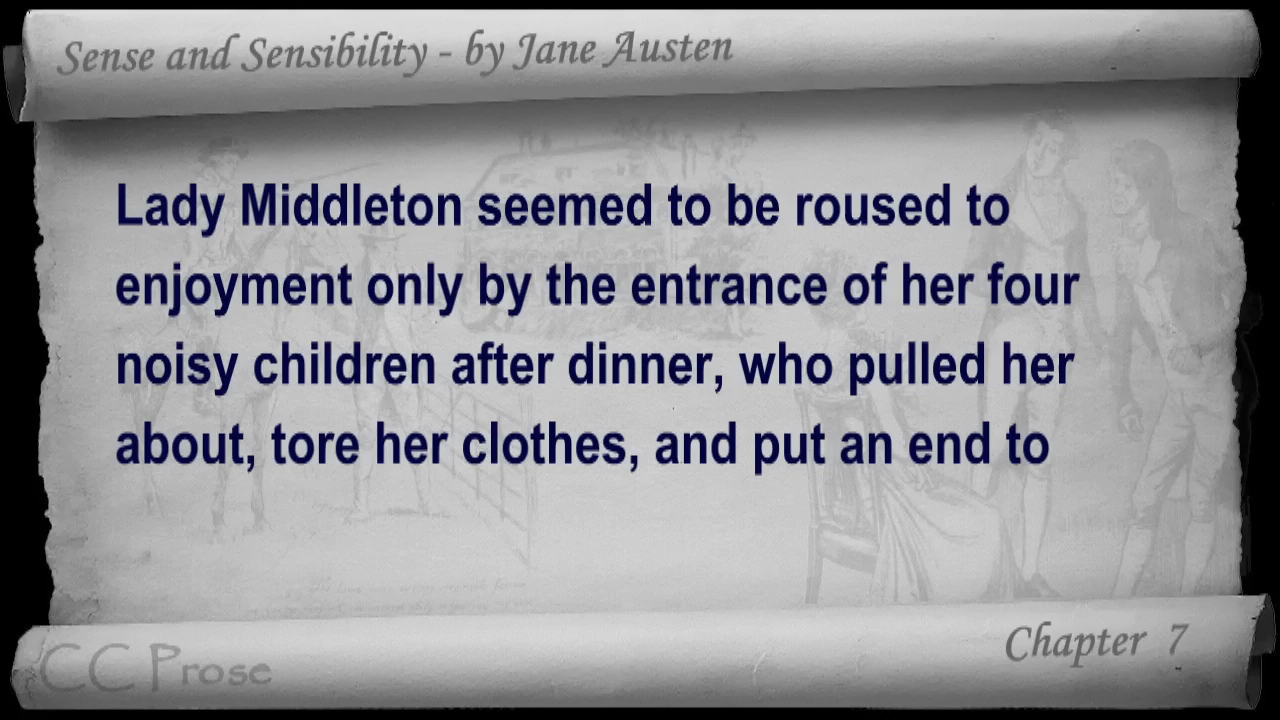 Sense and Sensibility - by Jane Austen
Lady Middleton seemed to be roused to
enjoyment only by the entrance of her four
noisy children after dinner, who pulled her
about, tore her clothes, and put an end to
Chapter 7
CC Prose